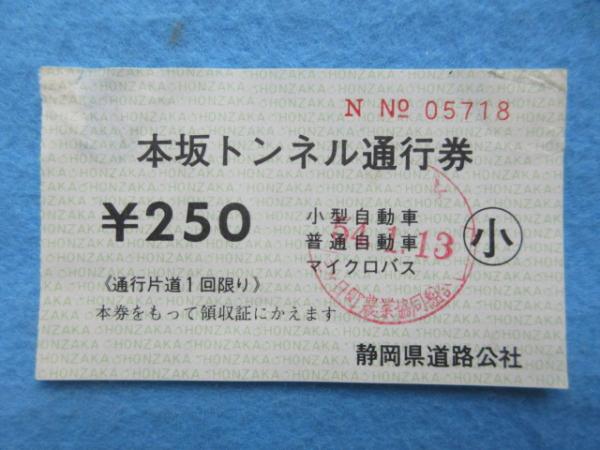 N No 05718
本坂トンネル通行券
¥250
小型自動車
普通自動車
マイクロバス
小
54.1.13
日町農業協同組合
《通行片道1回限り》
本券をもって領収証にかえます
静岡県道路公社
HONZAKA